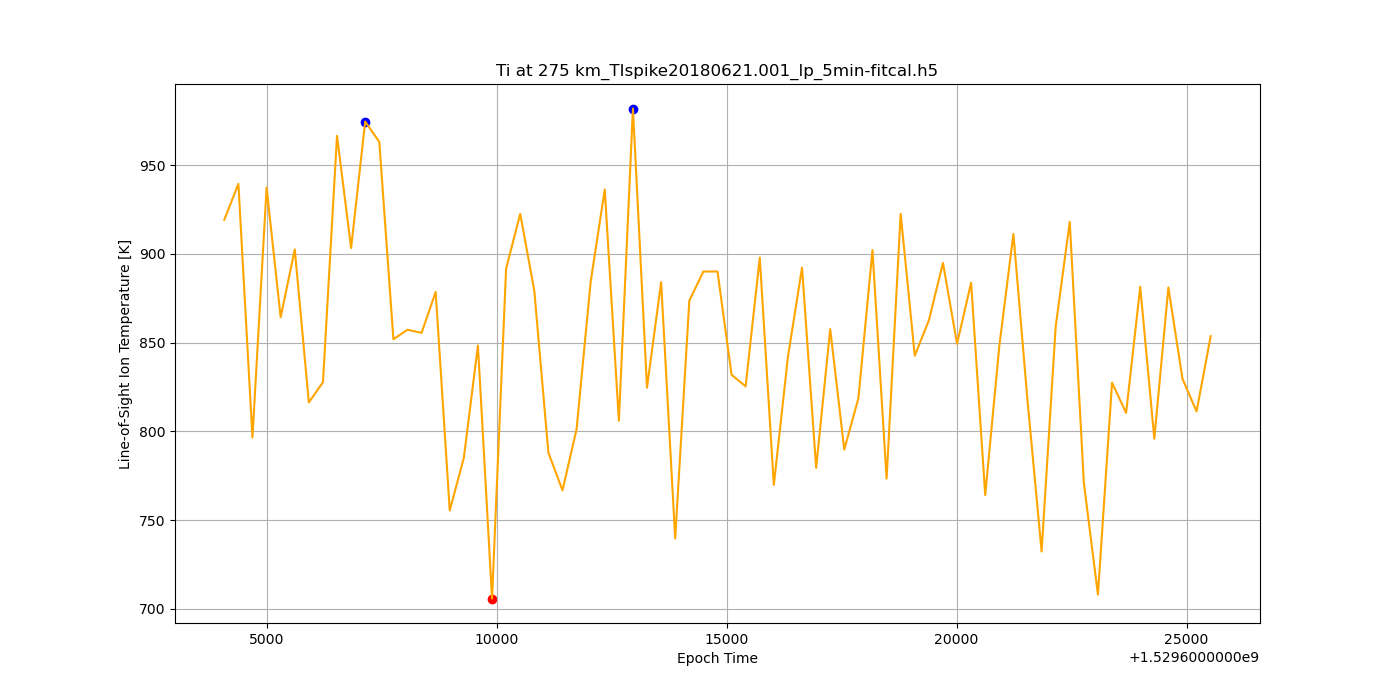 Ti at 275 km_TIspike20180621.001_lp_5min-fitcal.h5
Line-of-Sight Ion Temperature [K]
950
900
850
800
750
700
5000 10000 15000 20000 25000
Epoch Time
+1.5296000000e9